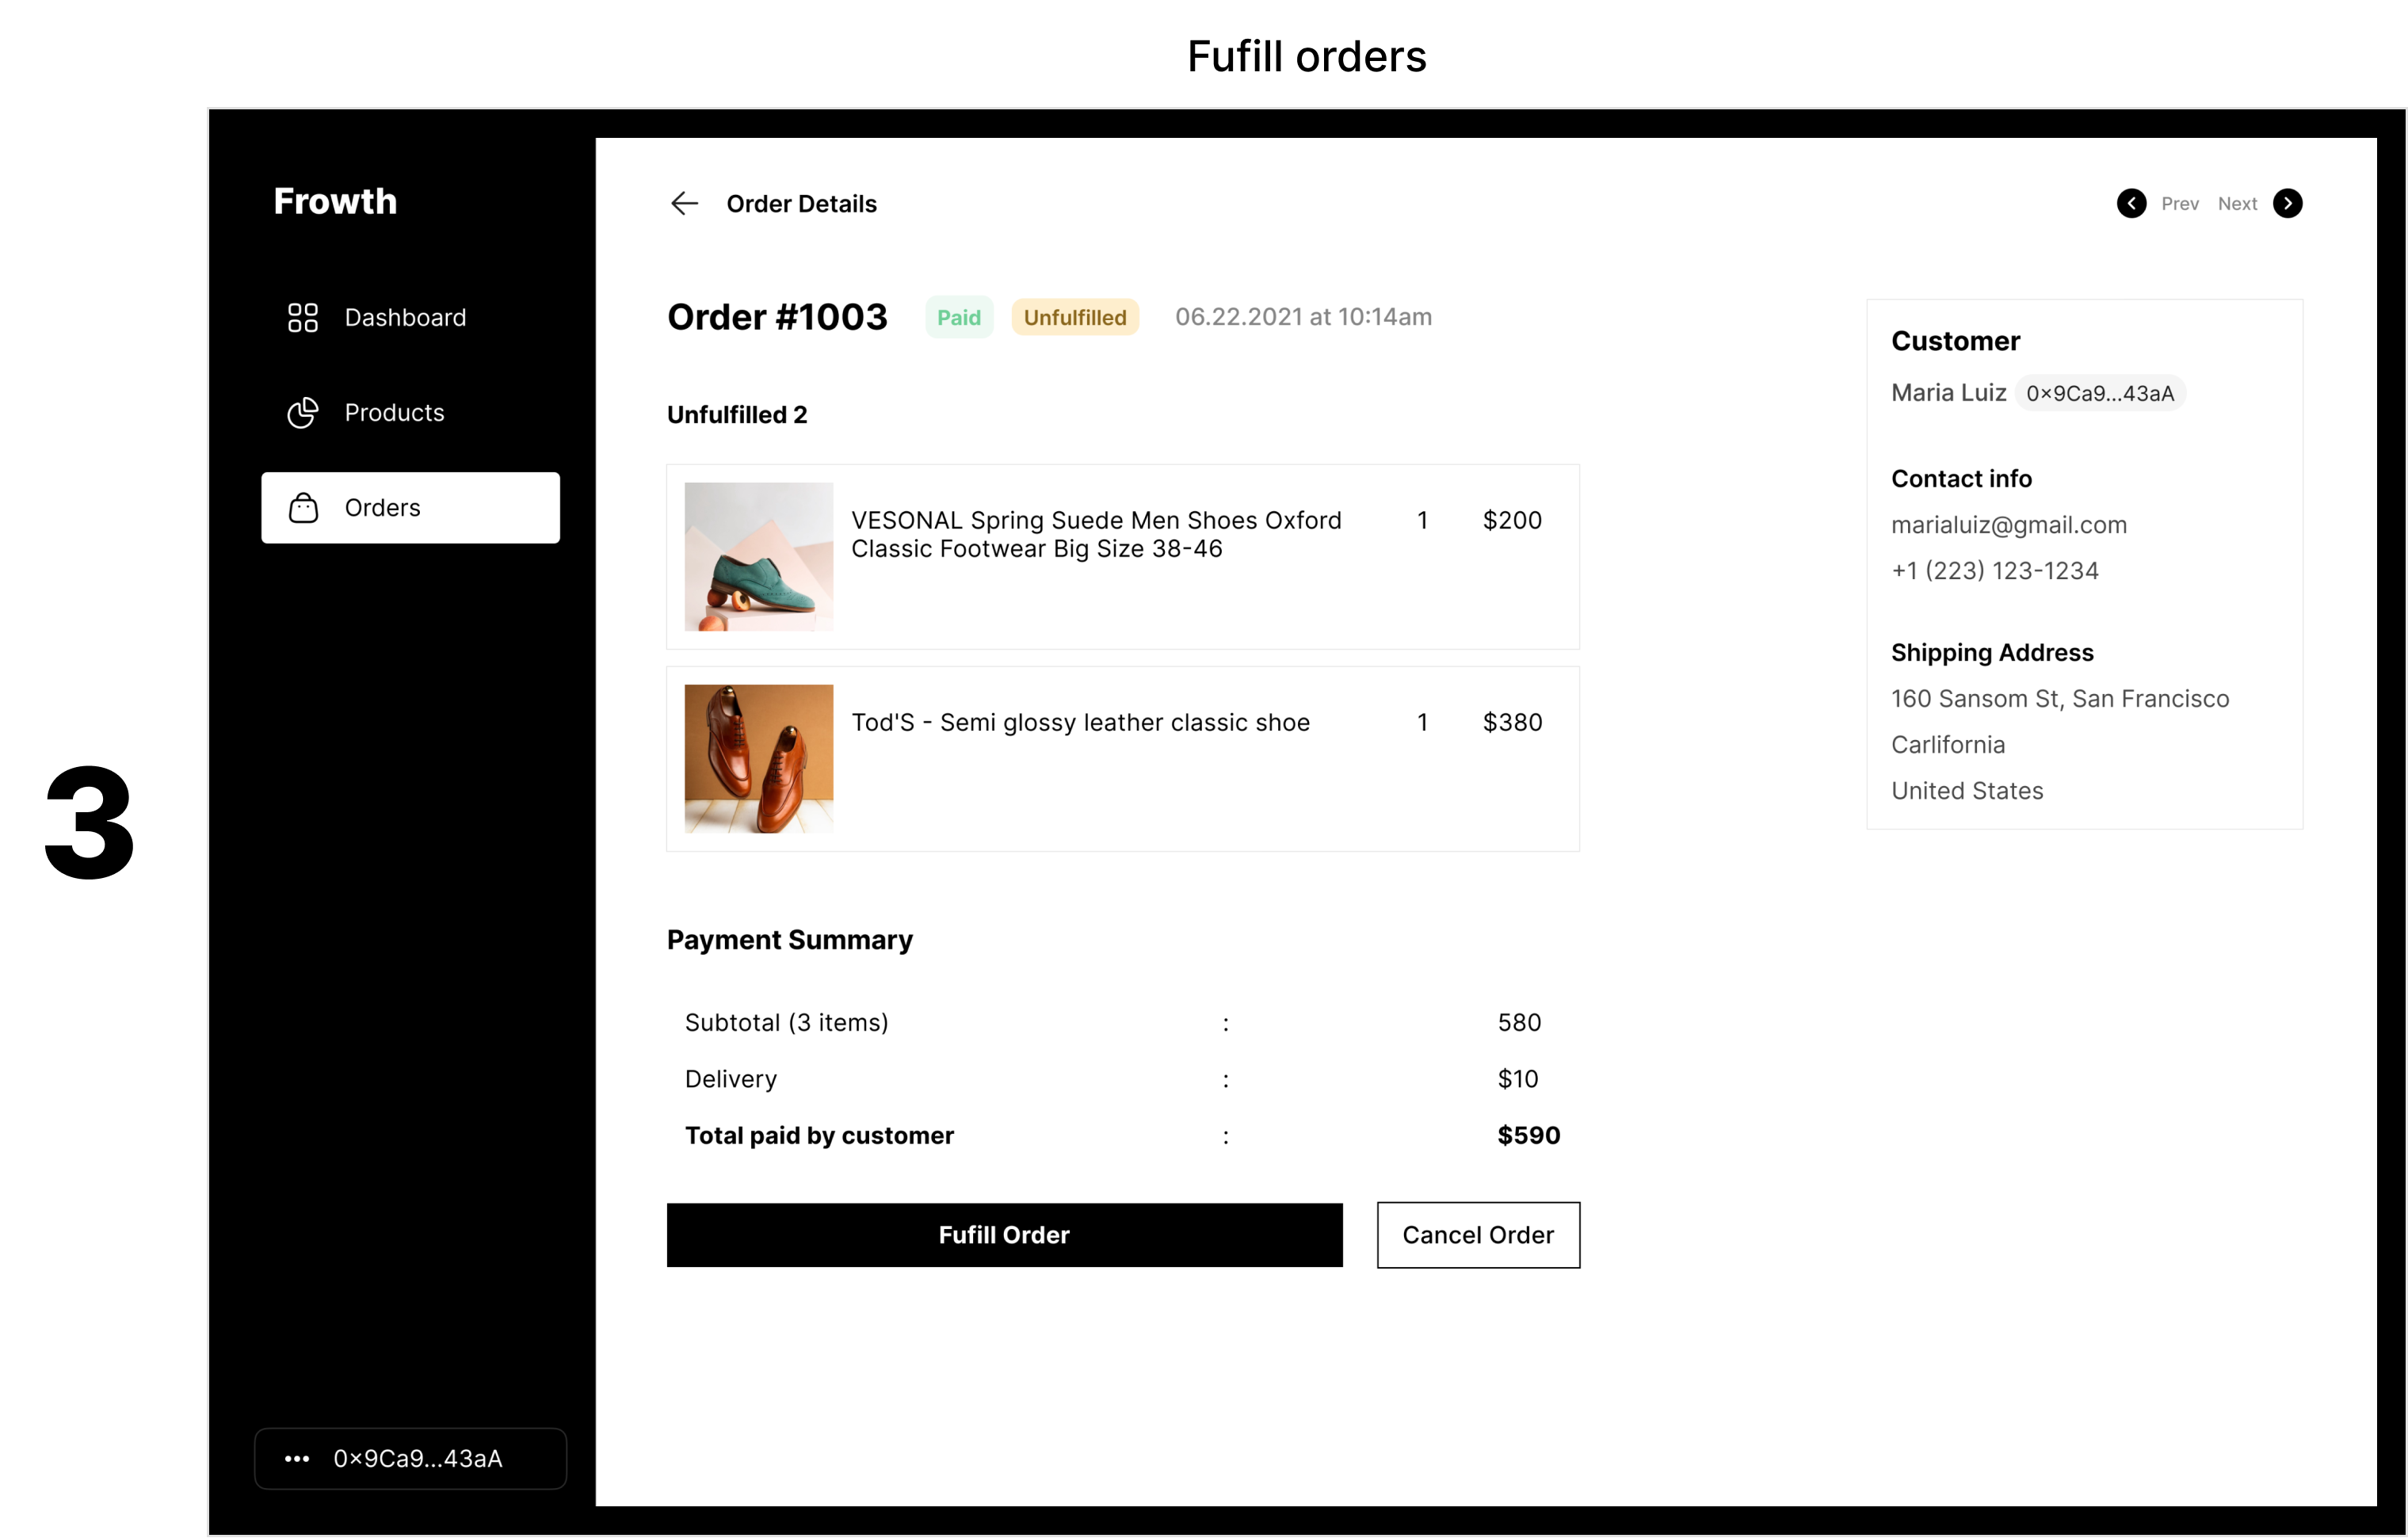 Fufill orders
3
Frowth
Dashboard
Products
Orders
0×9Ca9...43aA
Order Details
Prev Next
Order #1003 Paid Unfulfilled 06.22.2021 at 10:14am
Unfulfilled 2
VESONAL Spring Suede Men Shoes Oxford 1 $200
Classic Footwear Big Size 38-46
Tod'S - Semi glossy leather classic shoe 1 $380
Payment Summary
Subtotal (3 items) : 580
Delivery : $10
Total paid by customer : $590
Fufill Order Cancel Order
Customer
Maria Luiz 0×9Ca9...43aA
Contact info
marialuiz@gmail.com
+1 (223) 123-1234
Shipping Address
160 Sansom St, San Francisco
Carlifornia
United States